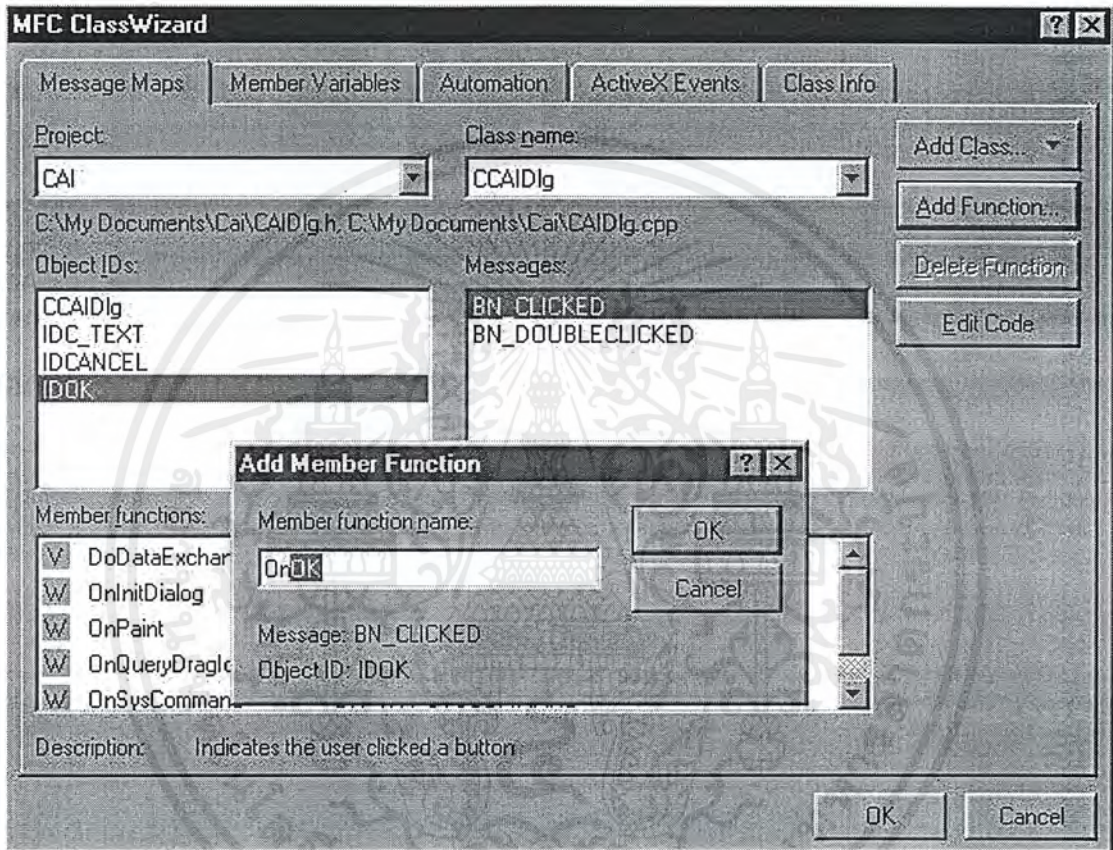 MFC ClassWizard
Message Maps Member Variables Automation ActiveX Events Class Info
Project:
CAI
Class name:
CCAIDlg
Add Class...
Add Function...
Delete Function
Edit Code
C:\My Documents\Cai\CAIDlg.h, C:\My Documents\Cai\CAIDlg.cpp
Object IDs:
CCAIDlg
IDC_TEXT
IDCANCEL
IDOK
Messages:
BN_CLICKED
BN_DOUBLECLICKED
Add Member Function
Member function name:
OnOK
OK
Cancel
Message: BN_CLICKED
Object ID: IDOK
Member functions:
V DoDataExchan
W OnInitDialog
W OnPaint
W OnQueryDragIc
W OnSysCommand
Description: Indicates the user clicked a button
OK
Cancel